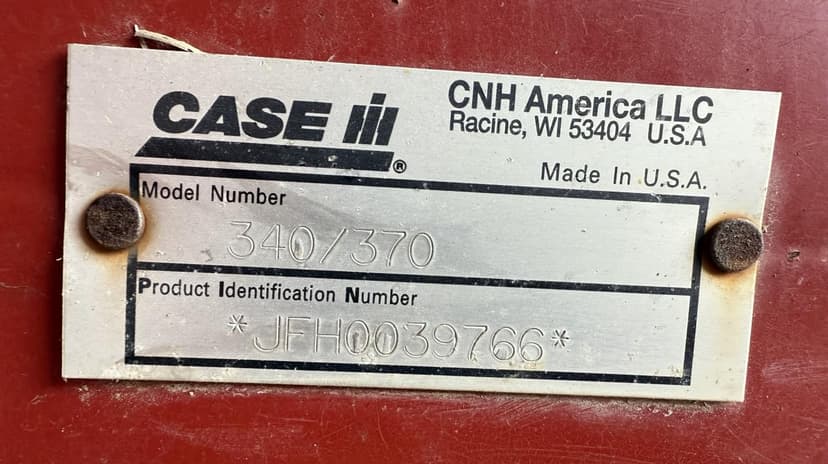 CASE IH®
CNH America LLC
Racine, WI 53404 U.S.A
Made In U.S.A.
Model Number
340/370
Product Identification Number
*JFH0039766*